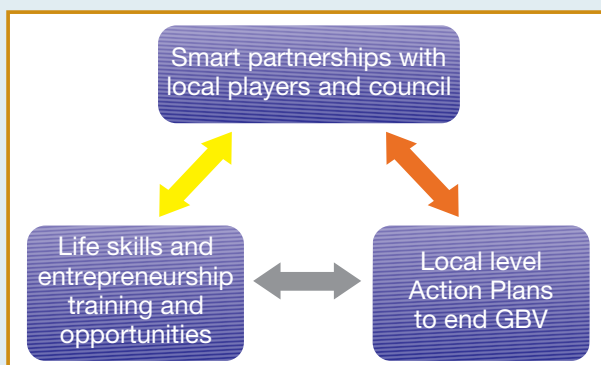 Smart partnerships with
local players and council
Life skills and
entrepreneurship
training and
opportunities
Local level
Action Plans
to end GBV